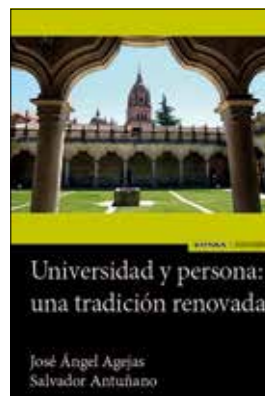 Universidad y persona:
una tradición renovada
José Ángel Agejas
Salvador Antuñano